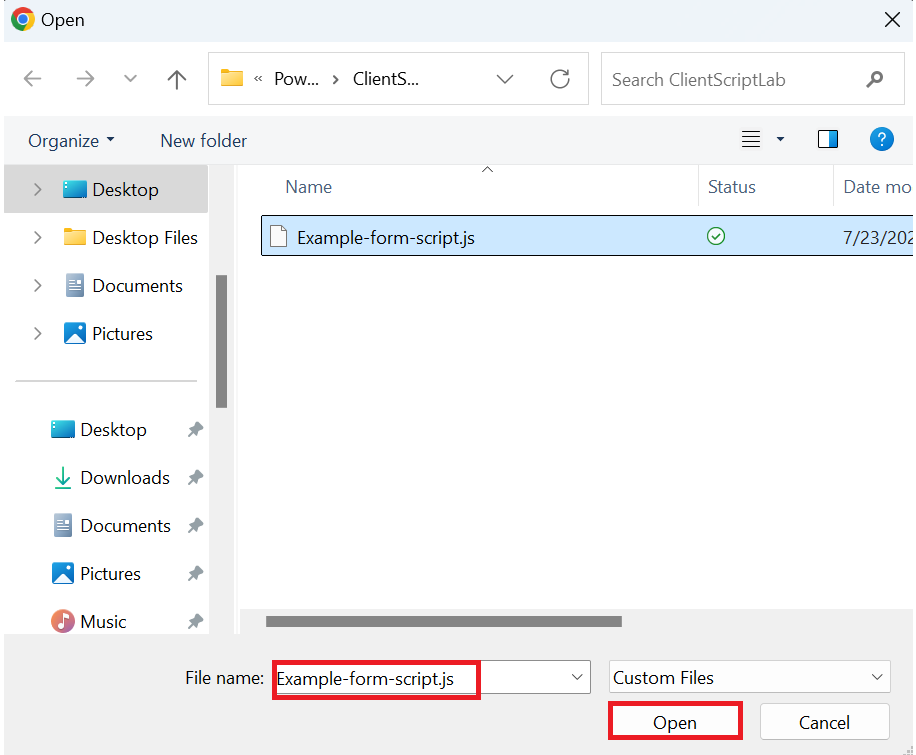 Open
« Pow... › ClientS...
Search ClientScriptLab
Organize
New folder
?
Name
Status
Date mo
Desktop
Example-form-script.js
7/23/202
Desktop Files
Documents
Pictures
Desktop
Downloads
Documents
Pictures
Music
File name:
Example-form-script.js
Custom Files
Open
Cancel